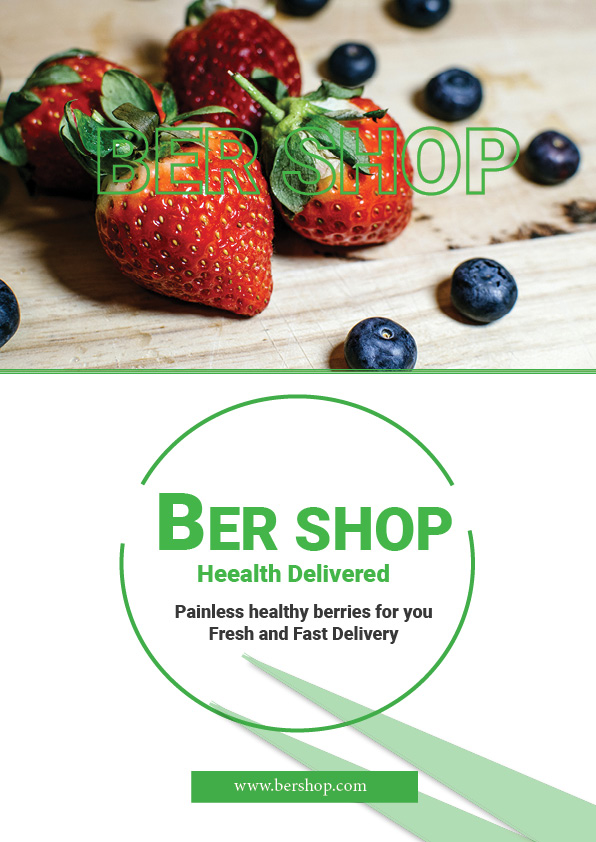 BER SHOP
BER SHOP
Heealth Delivered
Painless healthy berries for you
Fresh and Fast Delivery
www.bershop.com